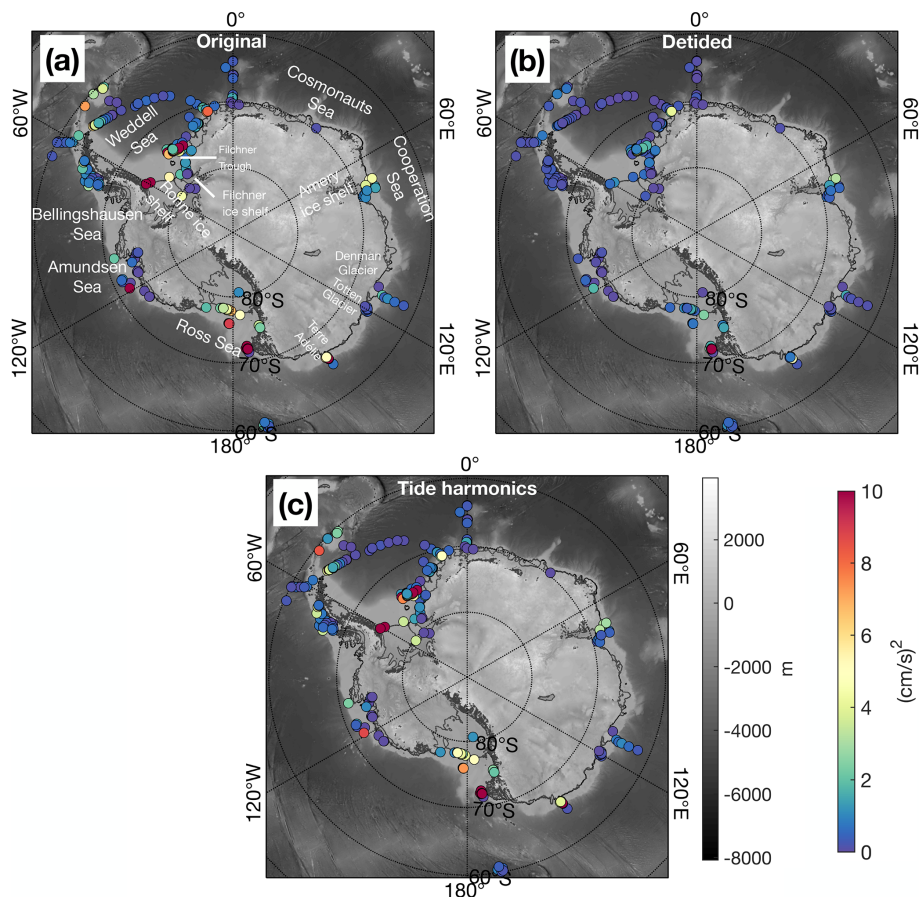 0°
0°
(a)
Original
(b)
Detided
60°W
Weddell
Sea
Cosmonauts
Sea
60°E
60°W
60°E
Filchner
Trough
Cooperation
Sea
Filchner
ice shelf
Ronne Ice
shelf
Amery
ice shelf
Bellingshausen
Sea
Amundsen
Sea
Denman
Glacier
Totten
Glacier
80°S
80°S
Ross Sea
Terre
Adélie
120°W
70°S
120°E
120°W
70°S
120°E
60°S
180°
60°S
180°
0°
(c)
Tide harmonics
10
60°W
60°E
2000
8
0
6
-2000
m
(cm/s)2
4
-4000
80°S
120°W
70°S
120°E
-6000
2
-8000
0
60°S
180°